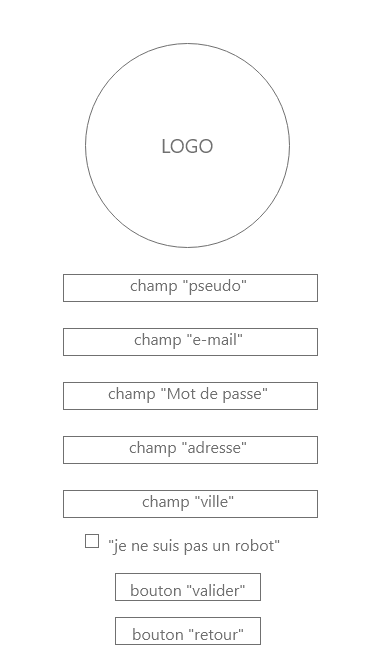 LOGO
champ "pseudo"
champ "e-mail"
champ "Mot de passe"
champ "adresse"
champ "ville"
"je ne suis pas un robot"
bouton "valider"
bouton "retour"